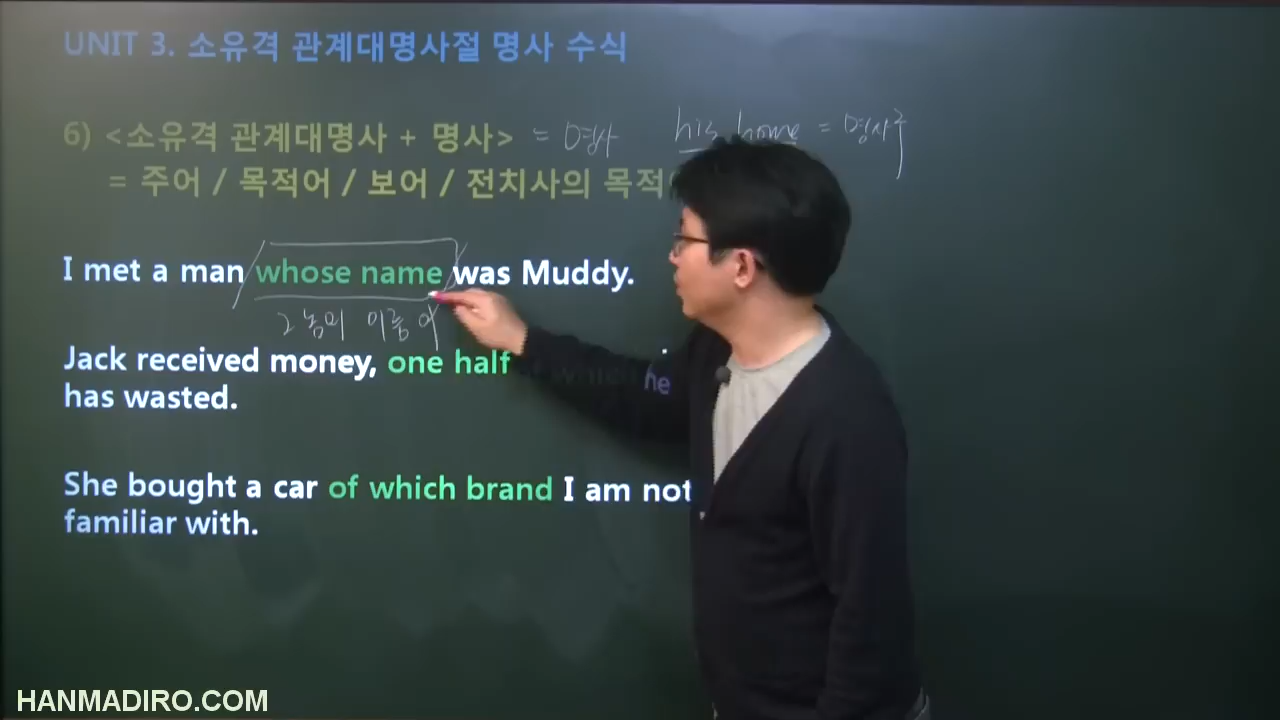 UNIT 3. 소유격 관계대명사절 명사 수식
6) <소유격 관계대명사 + 명사> = 명사 his home = 명사구
= 주어 / 목적어 / 보어 / 전치사의 목적
I met a man whose name was Muddy.
그 놈의 이름이
Jack received money, one half of which he
has wasted.
She bought a car of which brand I am not
familiar with.
HANMADIRO.COM